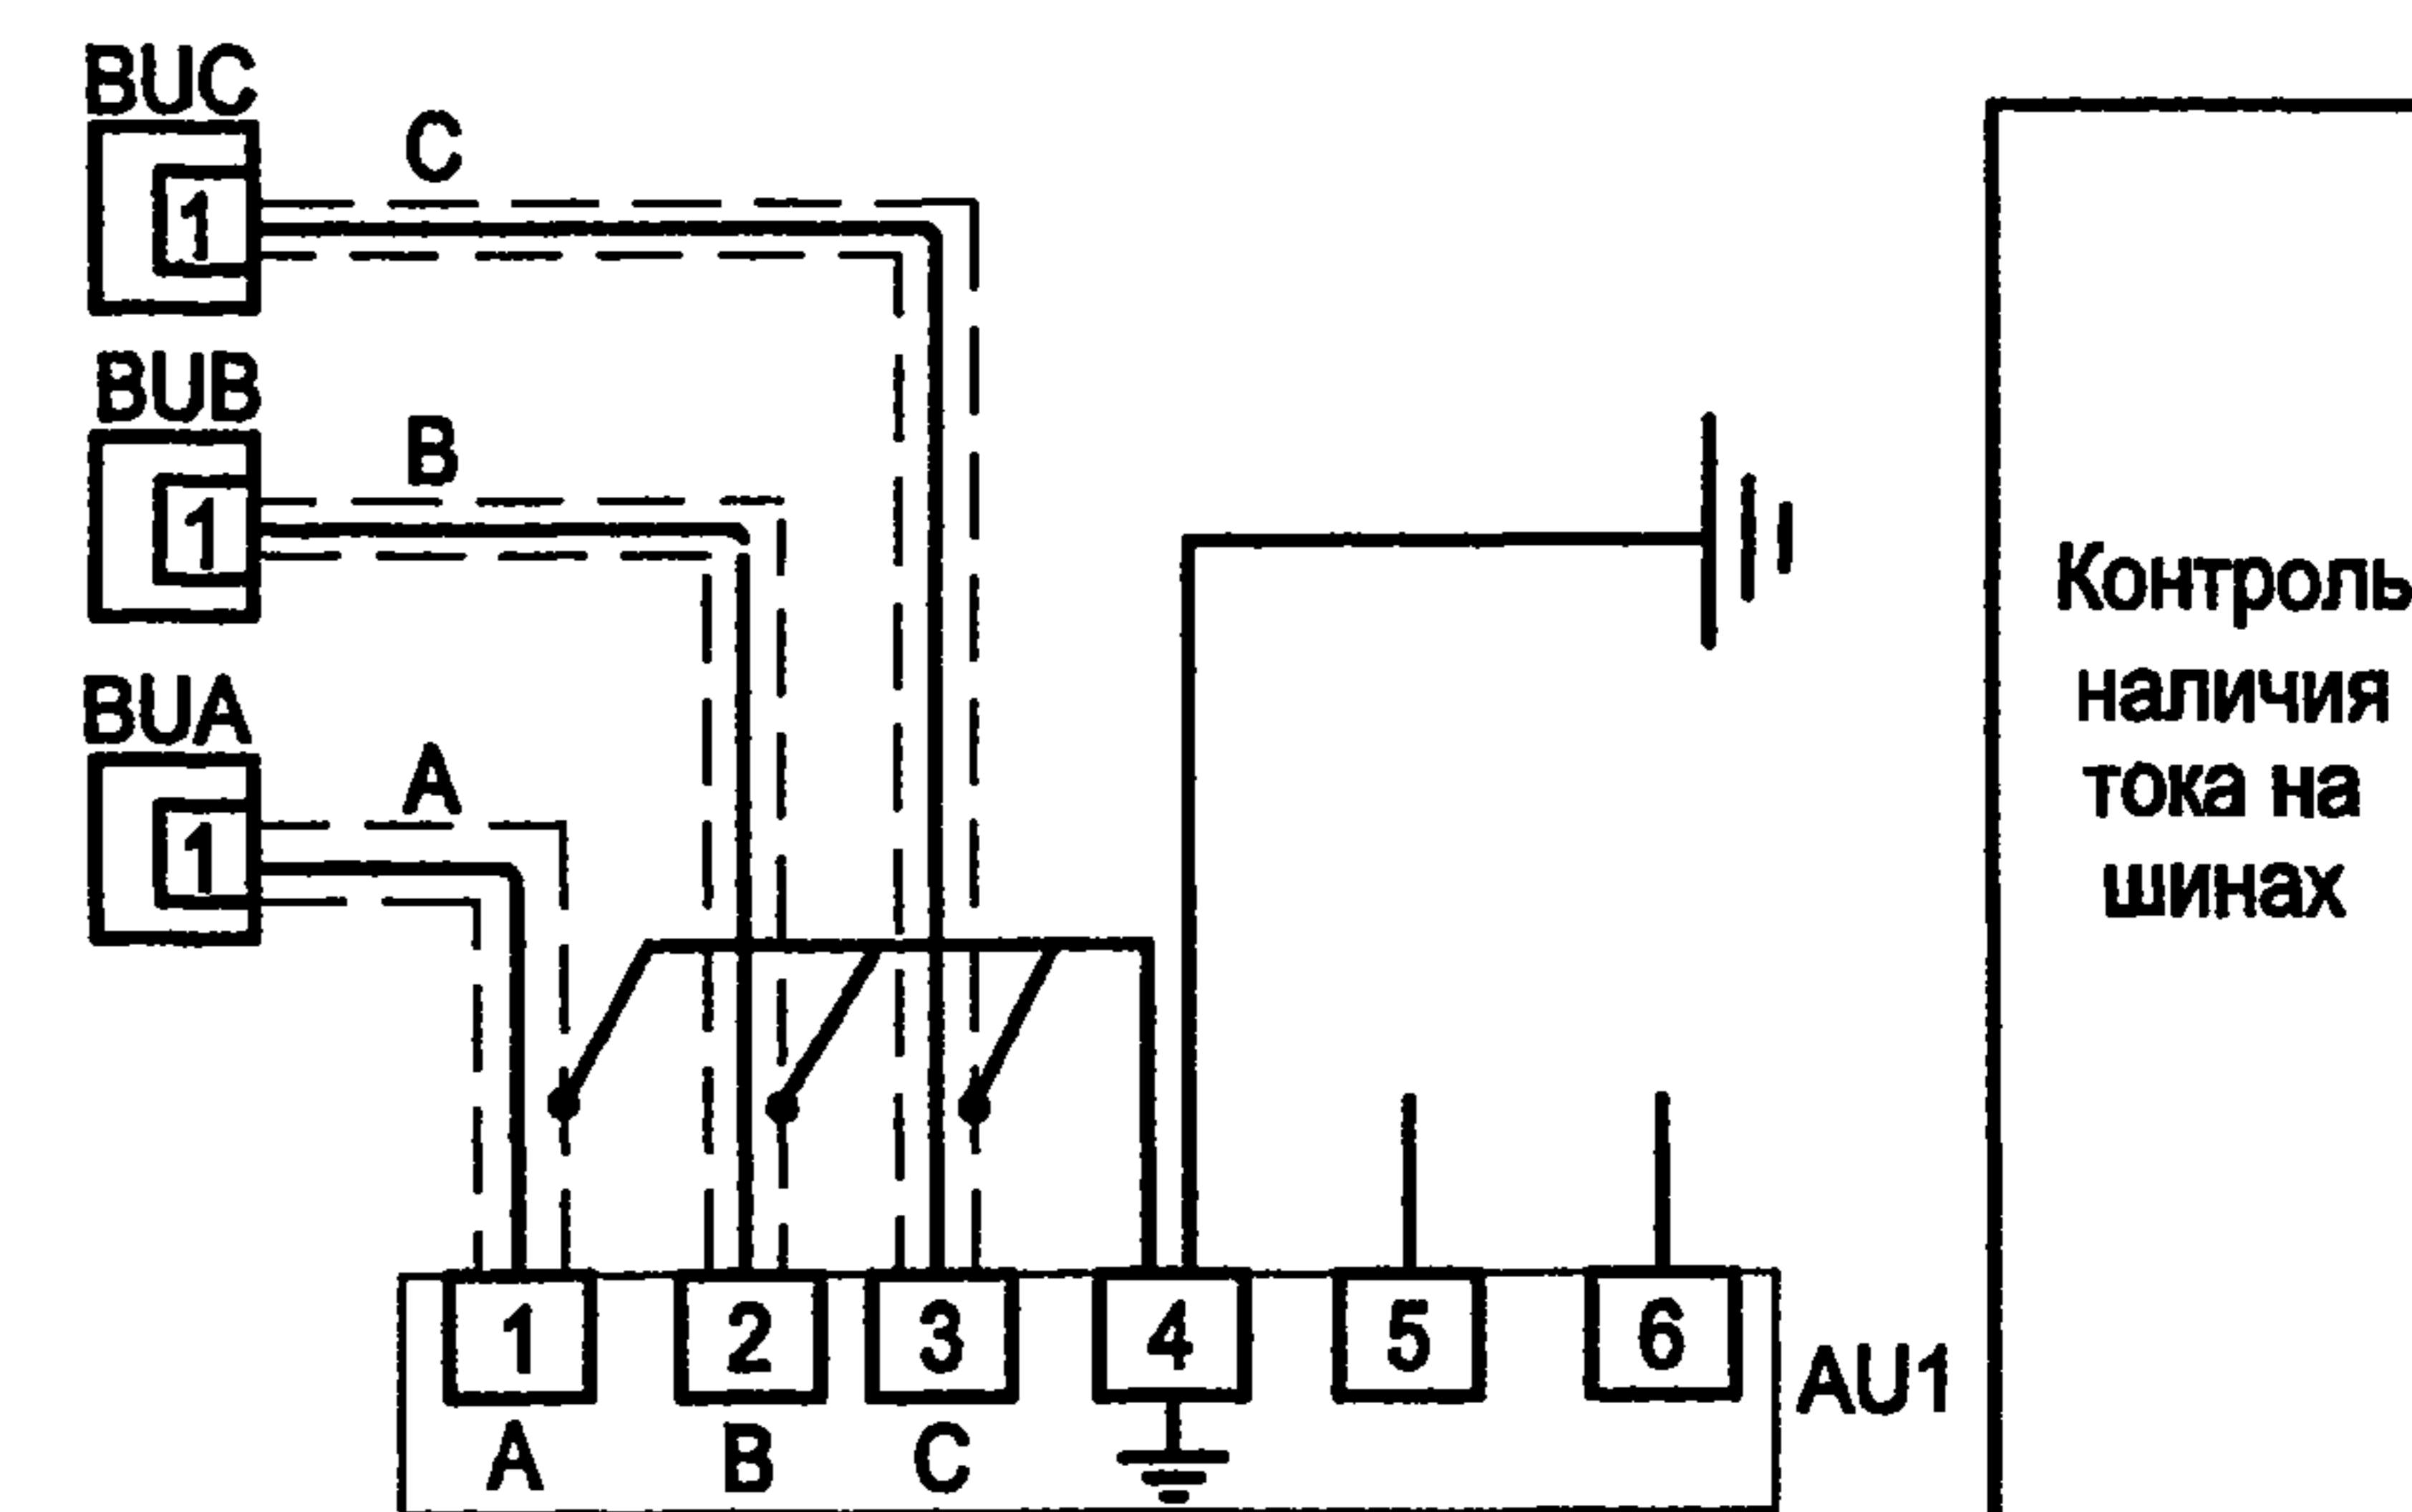 BUC
C
1
BUB
B
1
BUA
A
1
Контроль
наличия
тока на
шинах
1 2 3 4 5 6
AU1
A B C